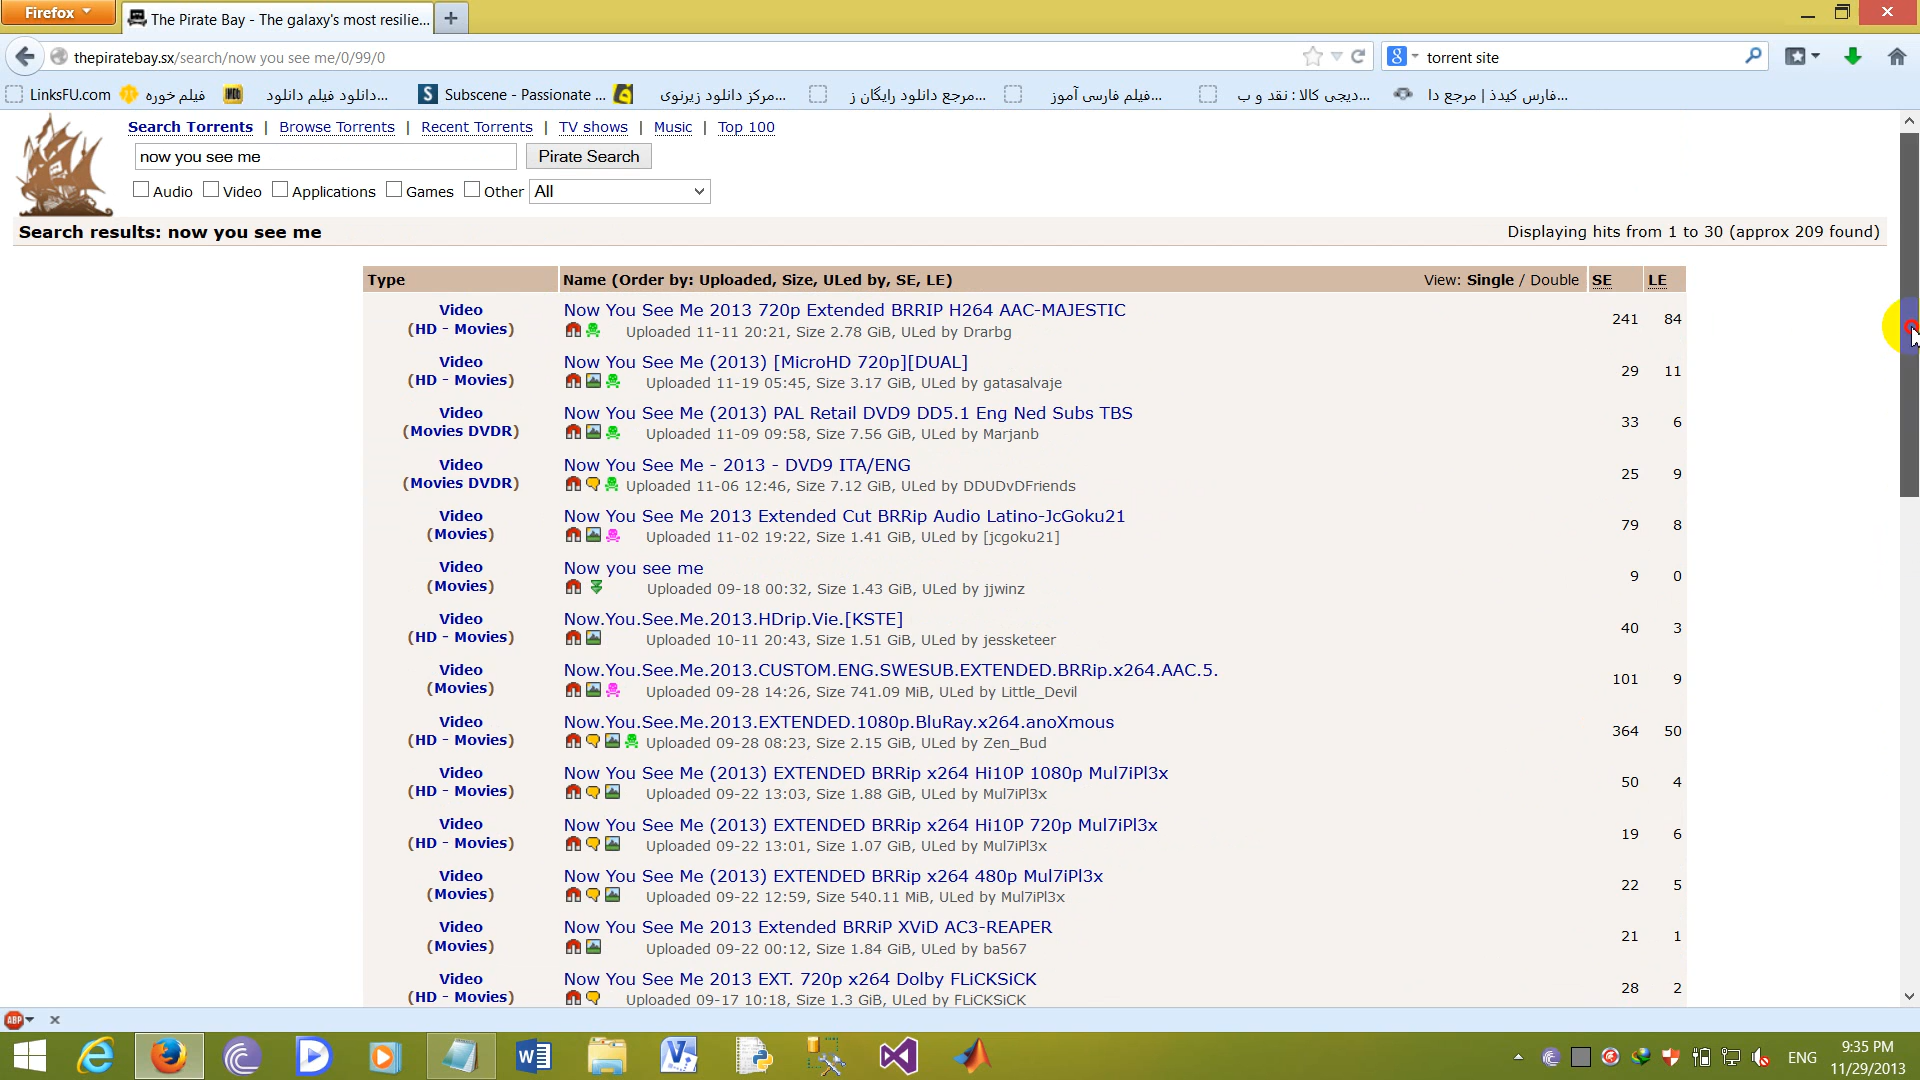 Firefox
The Pirate Bay - The galaxy's most resilie...
thepiratebay.sx/search/now you see me/0/99/0
torrent site
LinksFU.com
فیلم خوره
...دانلود فیلم دانلود
Subscene - Passionate ...
...مرکز دانلود زیرنوی
...مرجع دانلود رایگان ز
...فیلم فارسی آموز
...دیجی کالا : نقد و ب
...فارس کیدذ | مرجع دا
Search Torrents | Browse Torrents | Recent Torrents | TV shows | Music | Top 100
now you see me
Pirate Search
Audio Video Applications Games Other All
Search results: now you see me
Displaying hits from 1 to 30 (approx 209 found)
Type Name (Order by: Uploaded, Size, ULed by, SE, LE) View: Single / Double SE LE
Video
(HD - Movies)
Now You See Me 2013 720p Extended BRRIP H264 AAC-MAJESTIC
Uploaded 11-11 20:21, Size 2.78 GiB, ULed by Drarbg
241 84
Video
(HD - Movies)
Now You See Me (2013) [MicroHD 720p][DUAL]
Uploaded 11-19 05:45, Size 3.17 GiB, ULed by gatasalvaje
29 11
Video
(Movies DVDR)
Now You See Me (2013) PAL Retail DVD9 DD5.1 Eng Ned Subs TBS
Uploaded 11-09 09:58, Size 7.56 GiB, ULed by Marjanb
33 6
Video
(Movies DVDR)
Now You See Me - 2013 - DVD9 ITA/ENG
Uploaded 11-06 12:46, Size 7.12 GiB, ULed by DDUDvDFriends
25 9
Video
(Movies)
Now You See Me 2013 Extended Cut BRRip Audio Latino-JcGoku21
Uploaded 11-02 19:22, Size 1.41 GiB, ULed by [jcgoku21]
79 8
Video
(Movies)
Now you see me
Uploaded 09-18 00:32, Size 1.43 GiB, ULed by jjwinz
9 0
Video
(HD - Movies)
Now.You.See.Me.2013.HDrip.Vie.[KSTE]
Uploaded 10-11 20:43, Size 1.51 GiB, ULed by jessketeer
40 3
Video
(Movies)
Now.You.See.Me.2013.CUSTOM.ENG.SWESUB.EXTENDED.BRRip.x264.AAC.5.
Uploaded 09-28 14:26, Size 741.09 MiB, ULed by Little_Devil
101 9
Video
(HD - Movies)
Now.You.See.Me.2013.EXTENDED.1080p.BluRay.x264.anoXmous
Uploaded 09-28 08:23, Size 2.15 GiB, ULed by Zen_Bud
364 50
Video
(HD - Movies)
Now You See Me (2013) EXTENDED BRRip x264 Hi10P 1080p Mul7iPl3x
Uploaded 09-22 13:03, Size 1.88 GiB, ULed by Mul7iPl3x
50 4
Video
(HD - Movies)
Now You See Me (2013) EXTENDED BRRip x264 Hi10P 720p Mul7iPl3x
Uploaded 09-22 13:01, Size 1.07 GiB, ULed by Mul7iPl3x
19 6
Video
(Movies)
Now You See Me (2013) EXTENDED BRRip x264 480p Mul7iPl3x
Uploaded 09-22 12:59, Size 540.11 MiB, ULed by Mul7iPl3x
22 5
Video
(Movies)
Now You See Me 2013 Extended BRRiP XViD AC3-REAPER
Uploaded 09-22 00:12, Size 1.84 GiB, ULed by ba567
21 1
Video
(HD - Movies)
Now You See Me 2013 EXT. 720p x264 Dolby FLiCKSiCK
Uploaded 09-17 10:18, Size 1.3 GiB, ULed by FLiCKSiCK
28 2
ABP
ENG
9:35 PM
11/29/2013